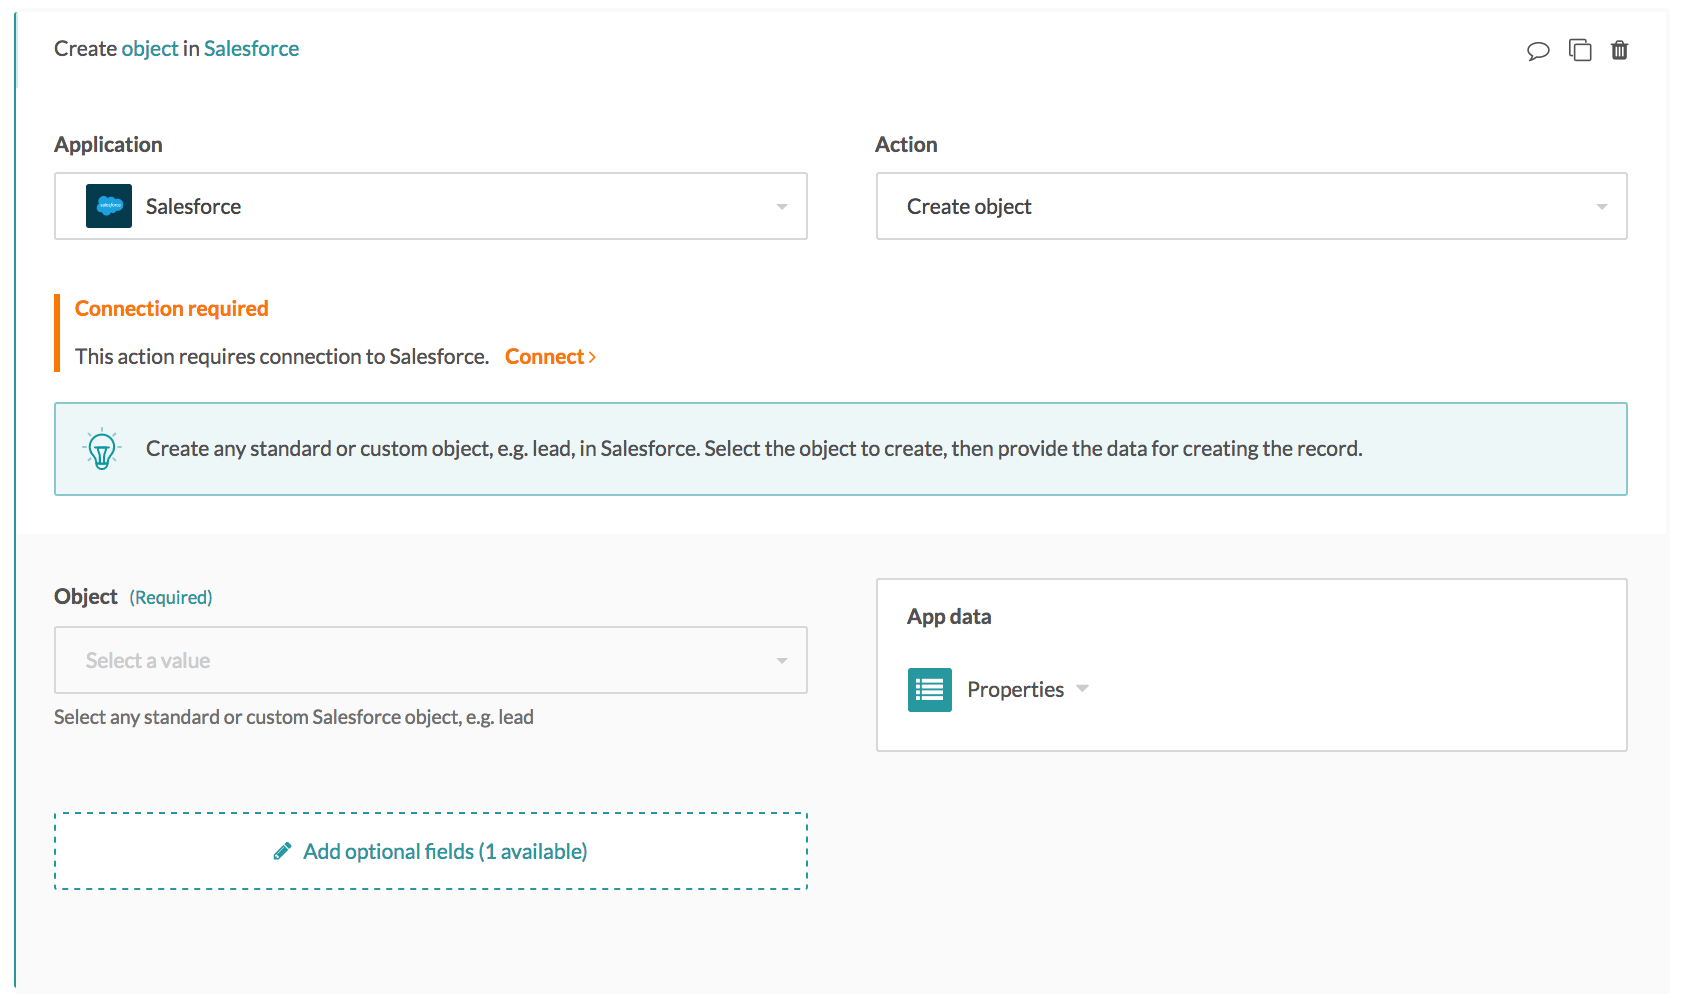 Create object in Salesforce
Application
Action
salesforce
Salesforce
Create object
Connection required
This action requires connection to Salesforce. Connect
Create any standard or custom object, e.g. lead, in Salesforce. Select the object to create, then provide the data for creating the record.
Object (Required)
Select a value
Select any standard or custom Salesforce object, e.g. lead
App data
Properties
Add optional fields (1 available)